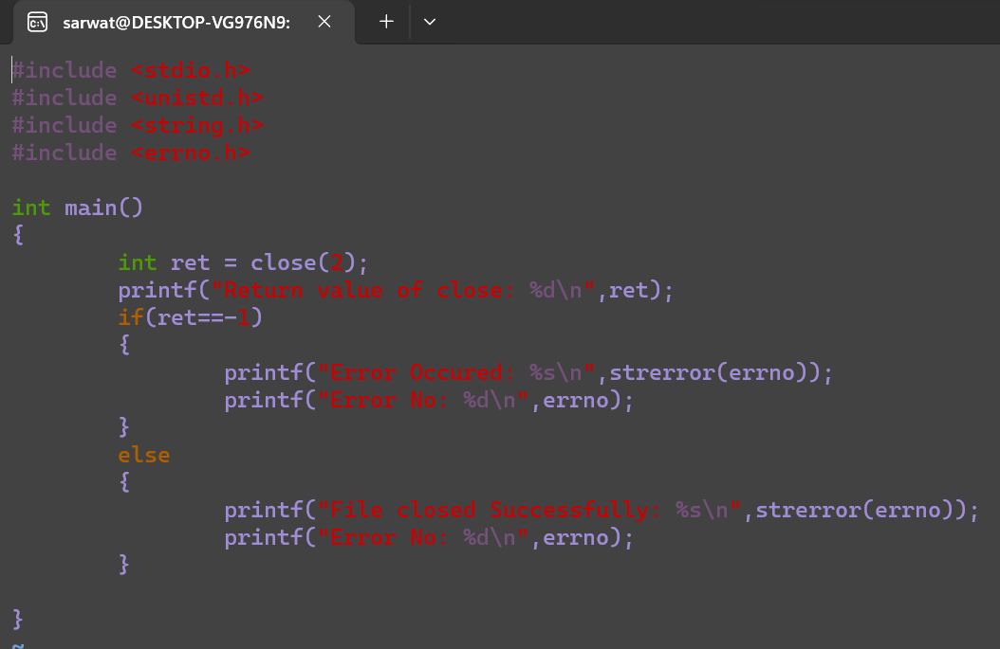 sarwat@DESKTOP-VG976N9:
#include <stdio.h>
#include <unistd.h>
#include <string.h>
#include <errno.h>
int main()
{
int ret = close(2);
printf("Return value of close: %d\n",ret);
if(ret==-1)
{
printf("Error Occured: %s\n",strerror(errno));
printf("Error No: %d\n",errno);
}
else
{
printf("File closed Successfully: %s\n",strerror(errno));
printf("Error No: %d\n",errno);
}
}
~